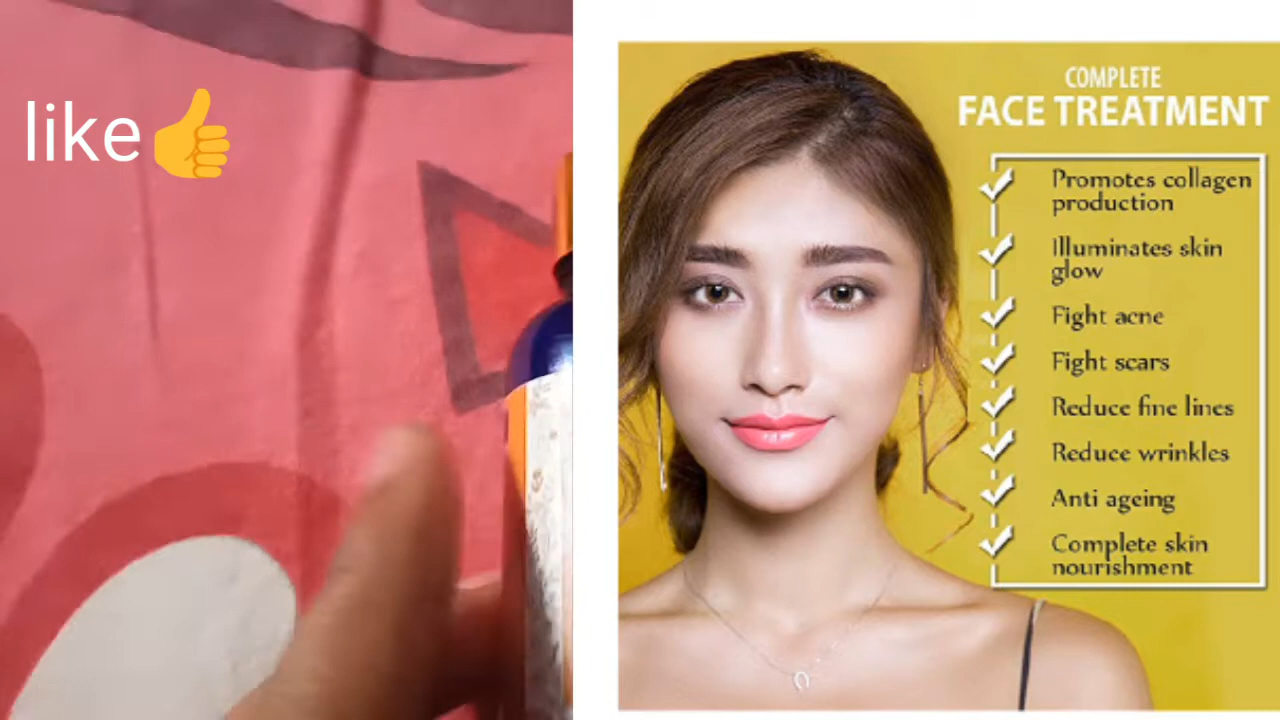 like👍
COMPLETE
FACE TREATMENT
Promotes collagen
production
Illuminates skin
glow
Fight acne
Fight scars
Reduce fine lines
Reduce wrinkles
Anti ageing
Complete skin
nourishment